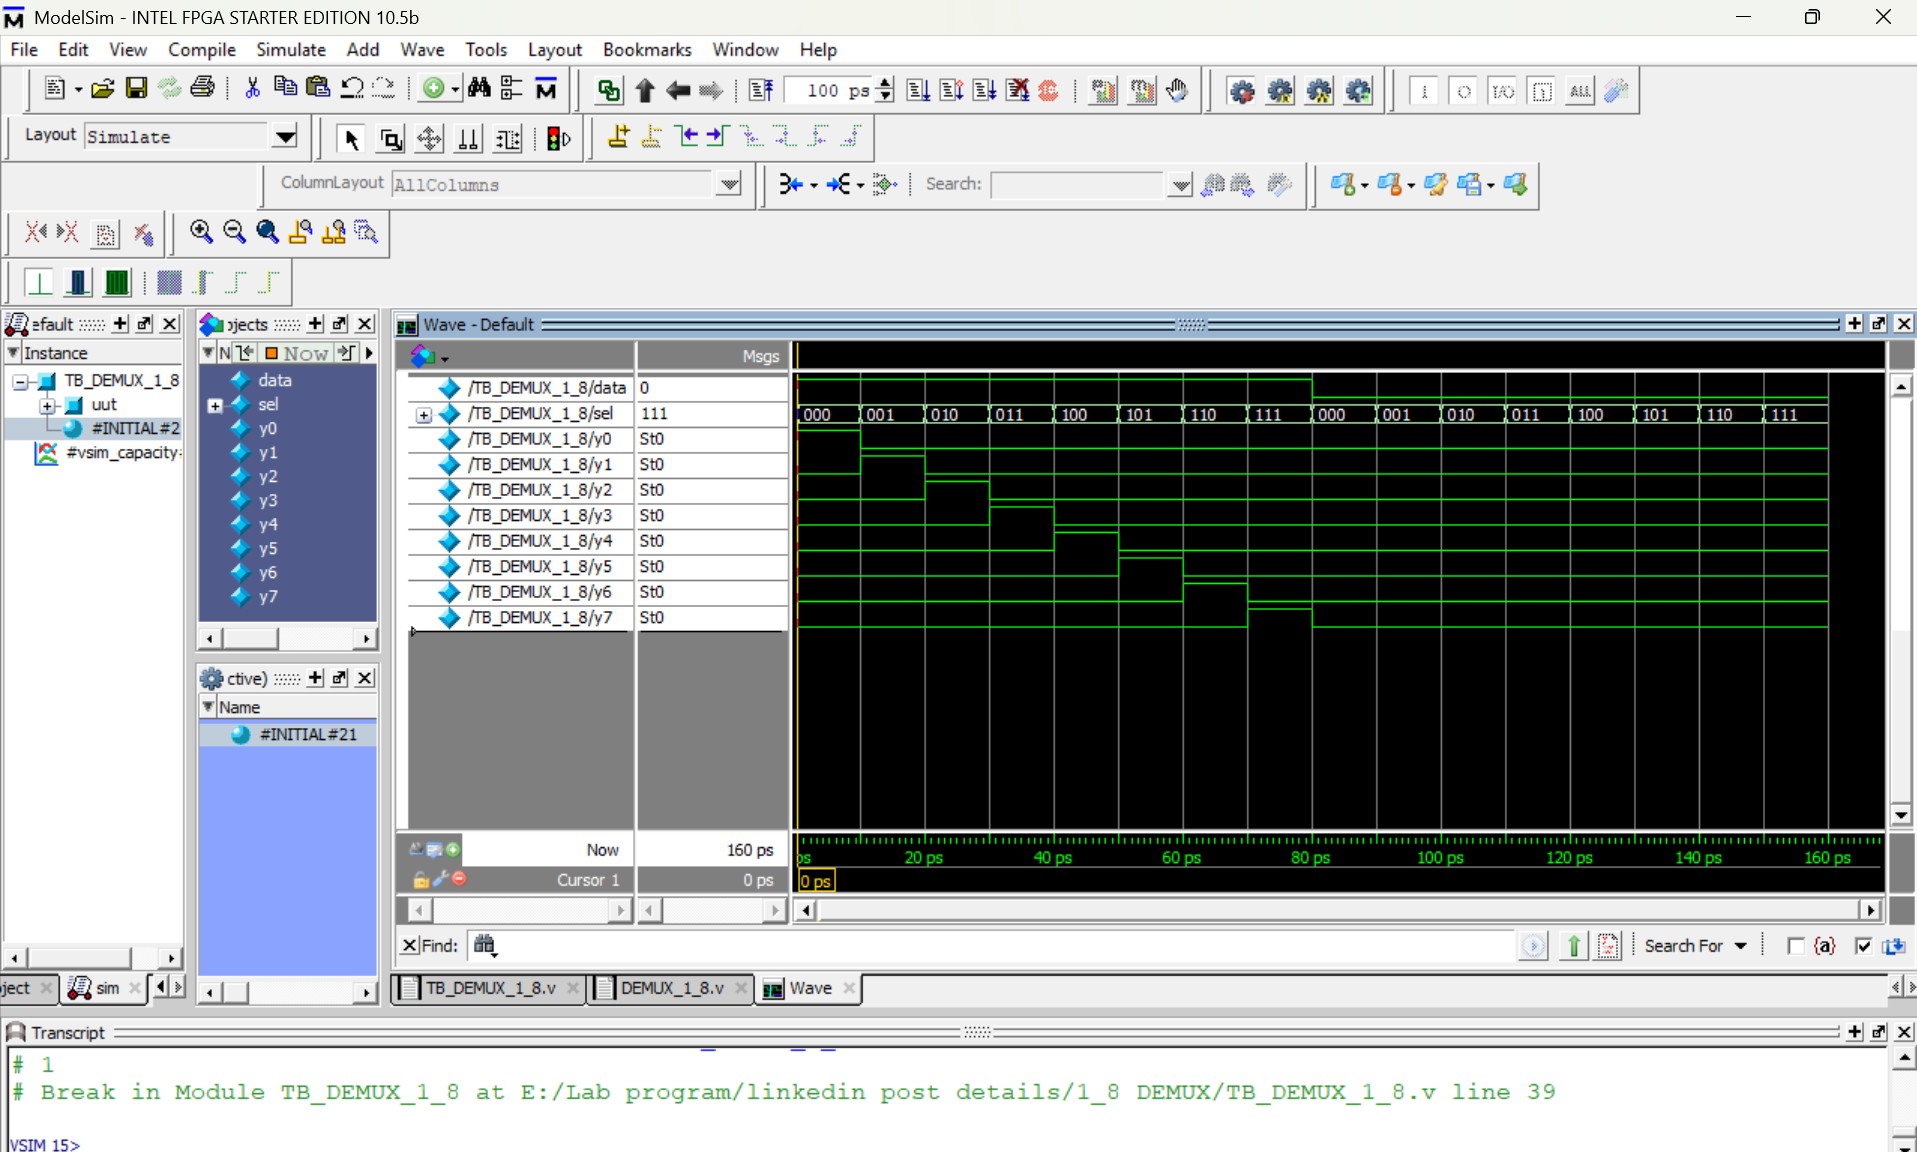 ModelSim - INTEL FPGA STARTER EDITION 10.5b
File Edit View Compile Simulate Add Wave Tools Layout Bookmarks Window Help
100 ps
ALL
Layout Simulate
ColumnLayout AllColumns
Search:
efault
Instance
TB_DEMUX_1_8
uut
#INITIAL#2
#vsim_capacity
jects
N Now
data
sel
y0
y1
y2
y3
y4
y5
y6
y7
ctive)
Name
#INITIAL#21
Wave - Default
Msgs
/TB_DEMUX_1_8/data 0
/TB_DEMUX_1_8/sel 111 000 001 010 011 100 101 110 111 000 001 010 011 100 101 110 111
/TB_DEMUX_1_8/y0 St0
/TB_DEMUX_1_8/y1 St0
/TB_DEMUX_1_8/y2 St0
/TB_DEMUX_1_8/y3 St0
/TB_DEMUX_1_8/y4 St0
/TB_DEMUX_1_8/y5 St0
/TB_DEMUX_1_8/y6 St0
/TB_DEMUX_1_8/y7 St0
Now 160 ps
ps 20 ps 40 ps 60 ps 80 ps 100 ps 120 ps 140 ps 160 ps
Cursor 1 0 ps 0 ps
Find: Search For {a}
ject sim
TB_DEMUX_1_8.v DEMUX_1_8.v Wave
Transcript
# 1
# Break in Module TB_DEMUX_1_8 at E:/Lab program/linkedin post details/1_8 DEMUX/TB_DEMUX_1_8.v line 39
VSIM 15>